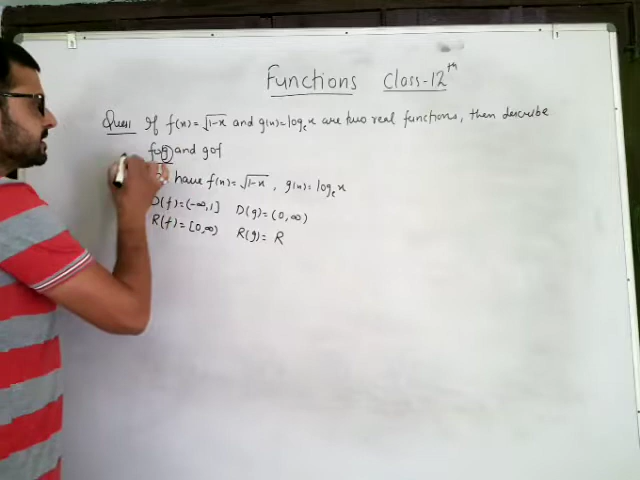 Functions Class-12th
Ques:1 If f(x) = √1-x and g(x) = logₑx are two real functions, then describe
fog and gof
have f(x) = √1-x , g(x) = logₑx
D(f) = (-∞,1] D(g) = (0,∞)
R(f) = [0,∞) R(g) = R